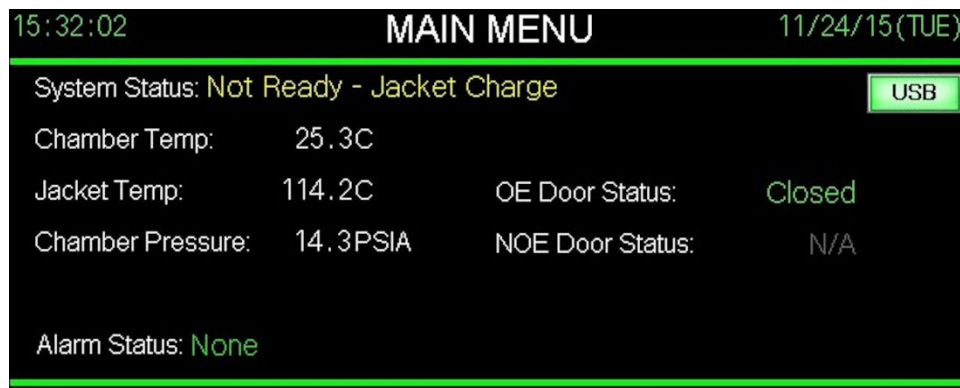 15:32:02 MAIN MENU 11/24/15(TUE)
System Status: Not Ready - Jacket Charge USB
Chamber Temp: 25.3C
Jacket Temp: 114.2C OE Door Status: Closed
Chamber Pressure: 14.3PSIA NOE Door Status: N/A
Alarm Status: None